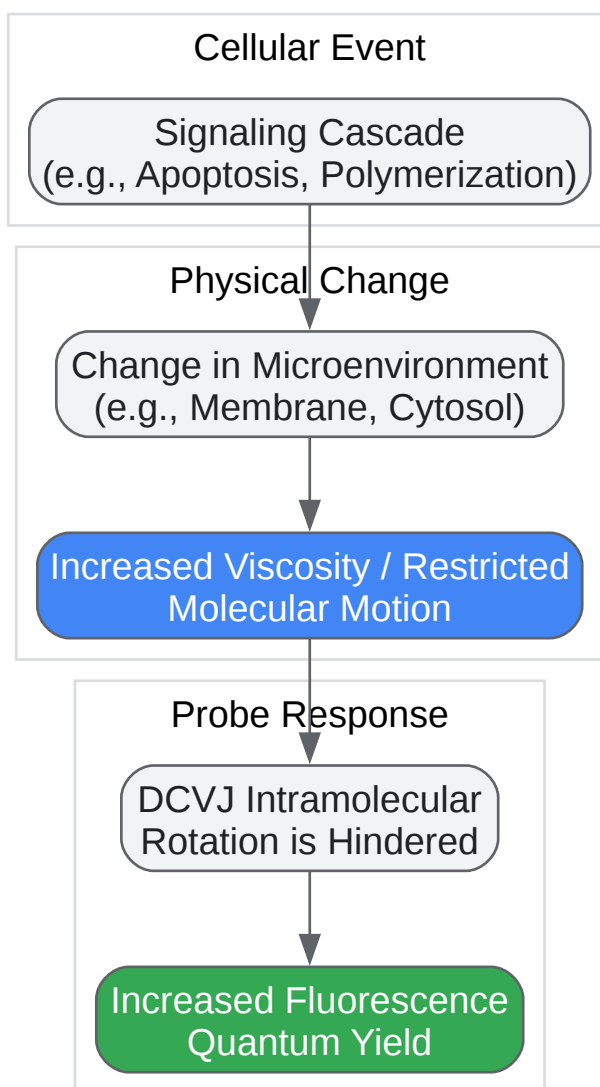 Cellular Event
Signaling Cascade
(e.g., Apoptosis, Polymerization)
Physical Change
Change in Microenvironment
(e.g., Membrane, Cytosol)
Increased Viscosity / Restricted
Molecular Motion
Probe Response
DCVJ Intramolecular
Rotation is Hindered
Increased Fluorescence
Quantum Yield